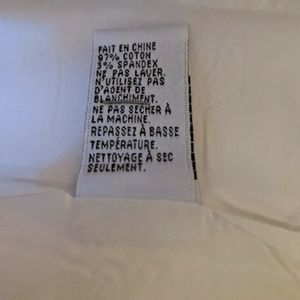 FAIT EN CHINE
97% COTON
3% SPANDEX
NE PAS LAVER.
N'UTILISEZ PAS
D'AGENT DE
BLANCHIMENT.
NE PAS SÉCHER À
LA MACHINE.
REPASSEZ À BASSE
TEMPÉRATURE.
NETTOYAGE À SEC
SEULEMENT.